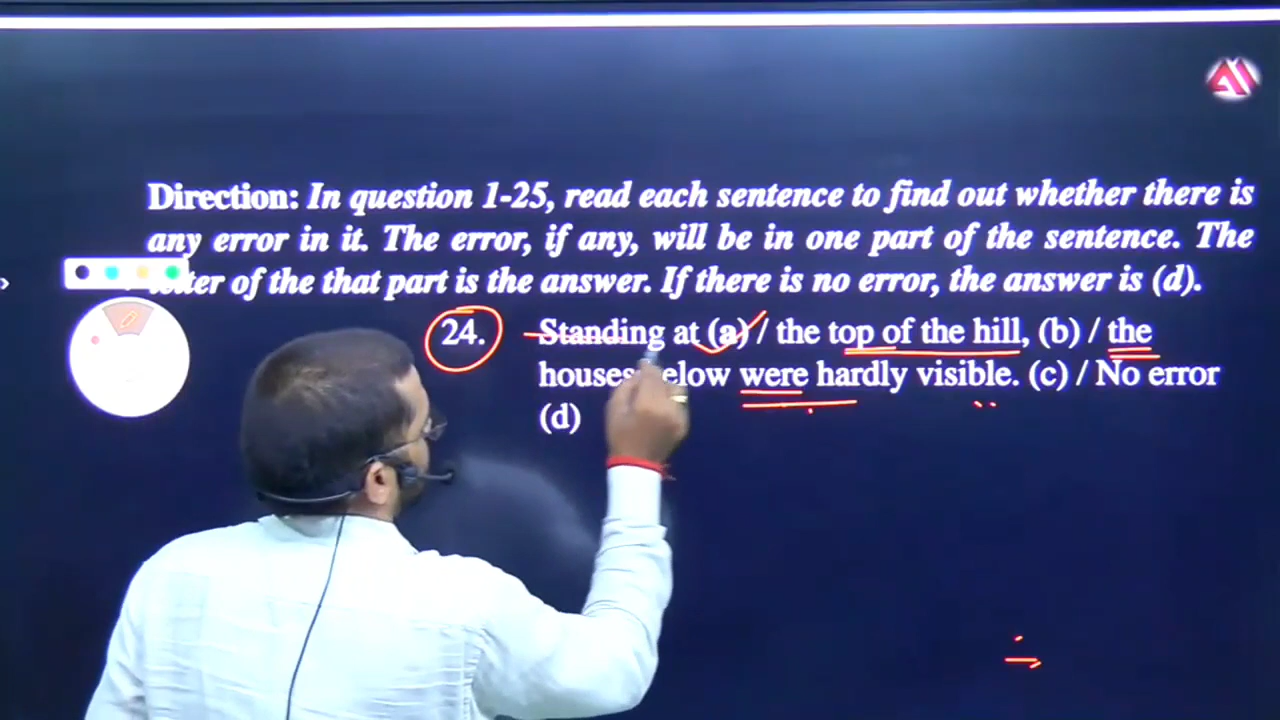 Direction: In question 1-25, read each sentence to find out whether there is
any error in it. The error, if any, will be in one part of the sentence. The
of the that part is the answer. If there is no error, the answer is (d).
24. Standing at (a) / the top of the hill, (b) / the
houses were hardly visible. (c) / No error
(d)